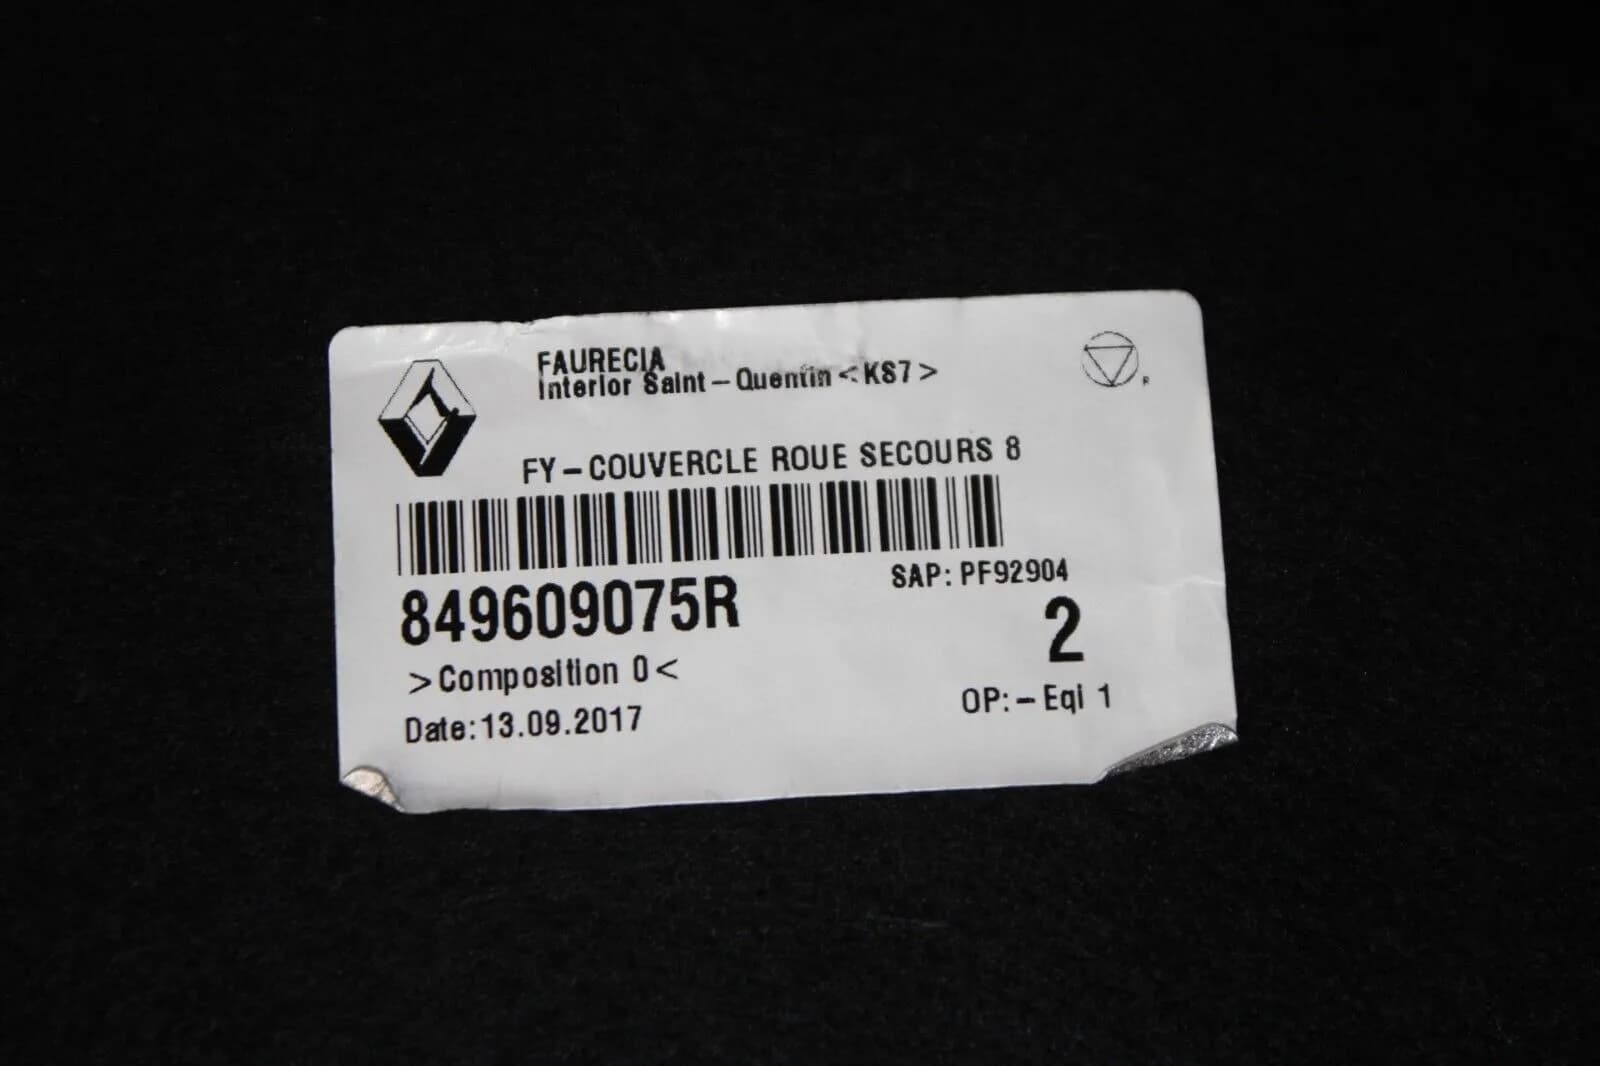 FAURECIA
Interior Saint-Quentin <KS7>
R
FY-COUVERCLE ROUE SECOURS 8
849609075R
SAP: PF92904
2
>Composition 0<
OP:-Eqi 1
Date:13.09.2017